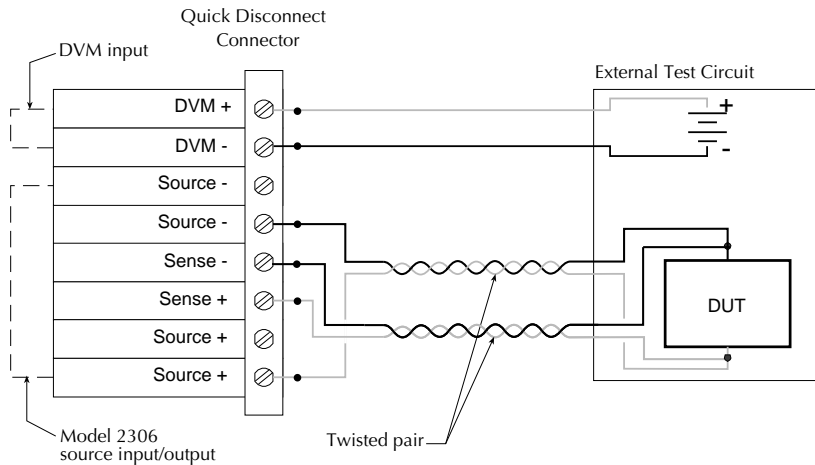 Quick Disconnect
Connector
DVM input
External Test Circuit
DVM +
+
DVM -
-
Source -
Source -
Sense -
Sense +
DUT
Source +
Source +
Model 2306
source input/output
Twisted pair